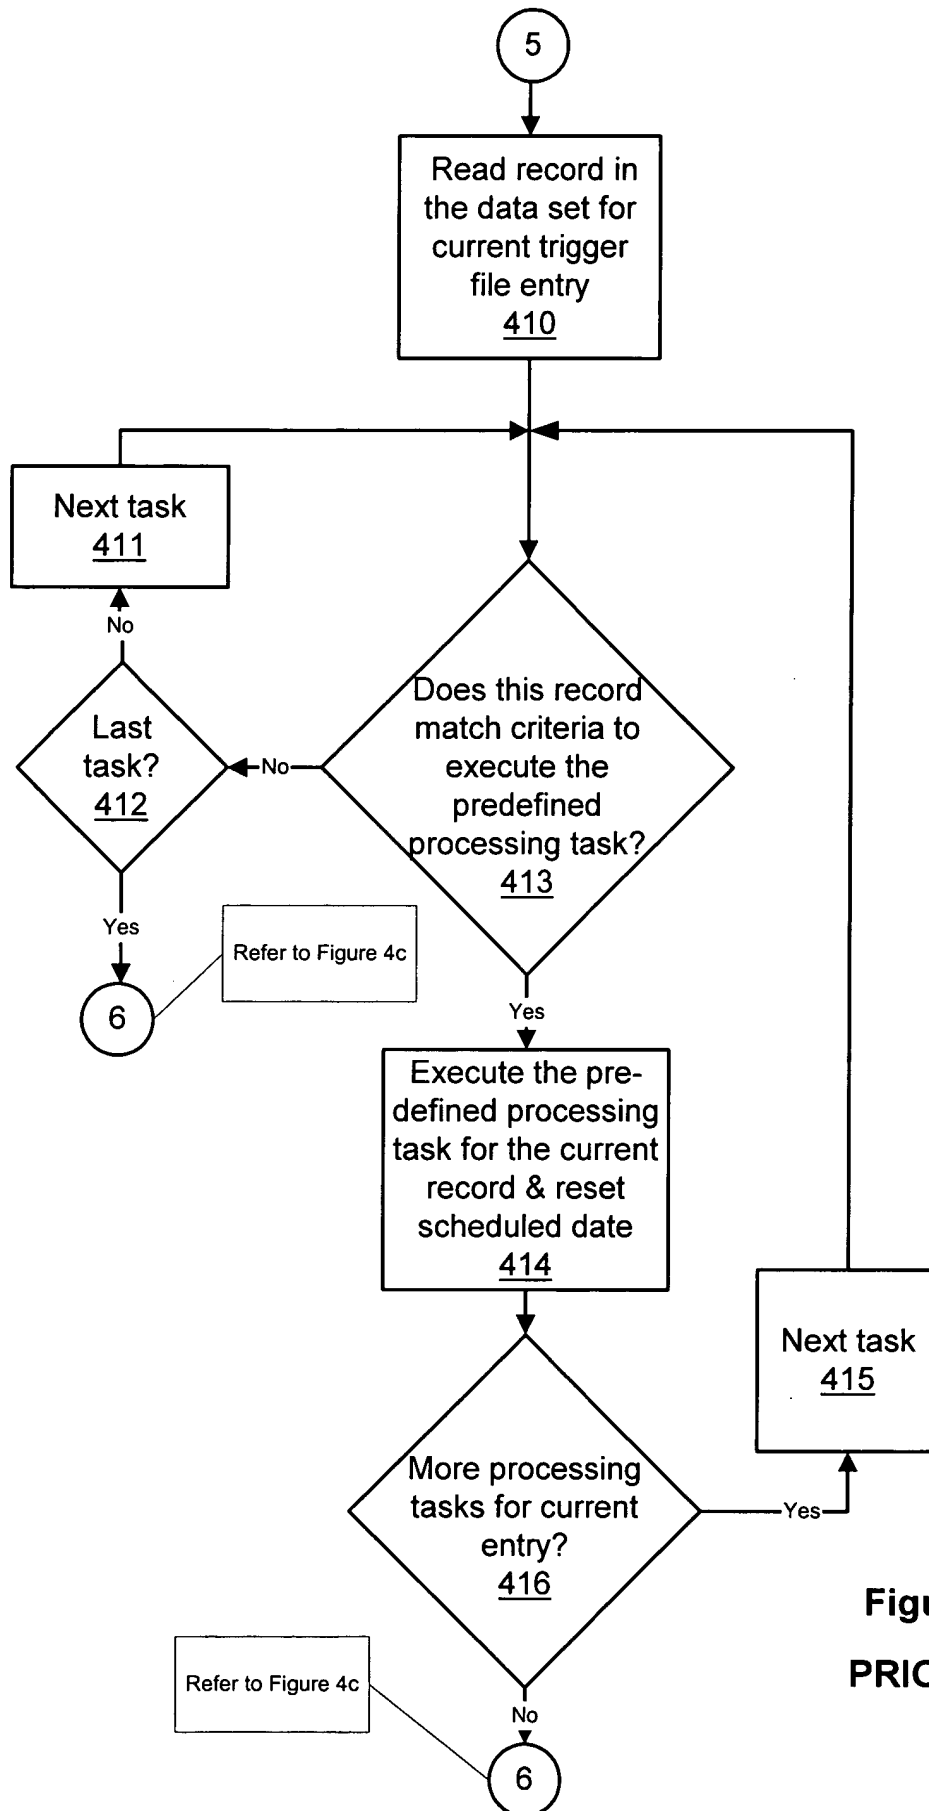 5
Read record in
the data set for
current trigger
file entry
410
Next task
411
No
Last
task?
412
No
Does this record
match criteria to
execute the
predefined
processing task?
413
Yes
Refer to Figure 4c
6
Yes
Execute the pre-
defined processing
task for the current
record & reset
scheduled date
414
Next task
415
More processing
tasks for current
entry?
416
Yes
Figu
PRIO
Refer to Figure 4c
No
6